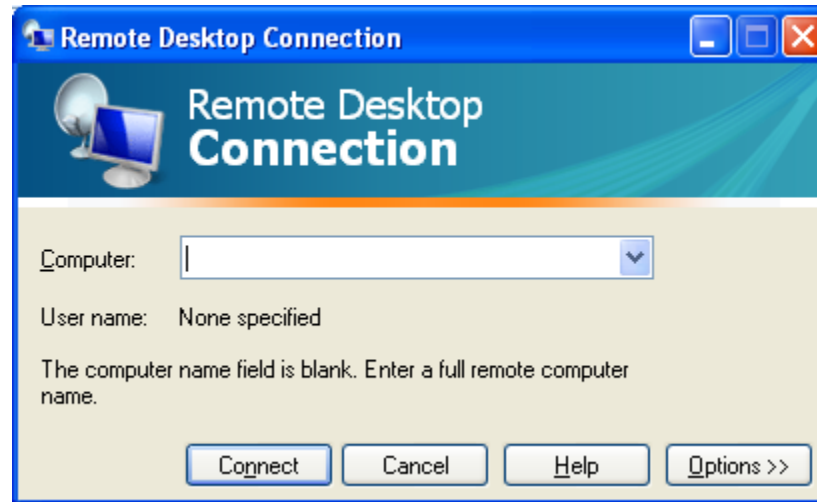 Remote Desktop Connection
Remote Desktop
Connection
Computer:
User name: None specified
The computer name field is blank. Enter a full remote computer
name.
Connect Cancel Help Options >>